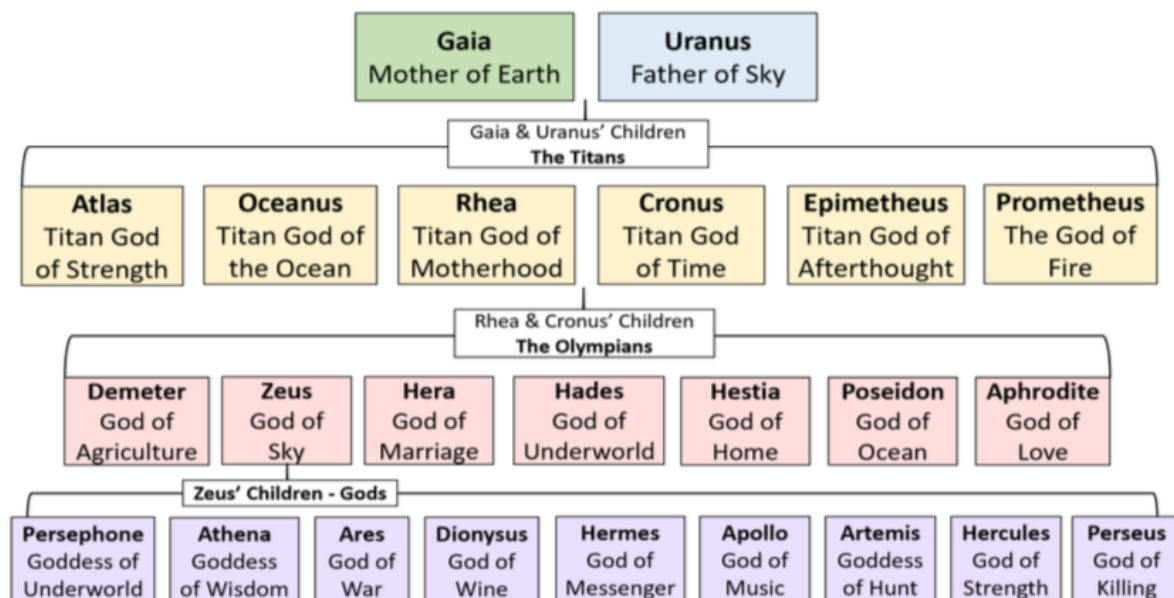 Gaia
Mother of Earth
Uranus
Father of Sky
Gaia & Uranus' Children
The Titans
Atlas
Titan God
of Strength
Oceanus
Titan God of
the Ocean
Rhea
Titan God of
Motherhood
Cronus
Titan God
of Time
Epimetheus
Titan God of
Afterthought
Prometheus
The God of
Fire
Rhea & Cronus' Children
The Olympians
Demeter
God of
Agriculture
Zeus
God of
Sky
Hera
God of
Marriage
Hades
God of
Underworld
Hestia
God of
Home
Poseidon
God of
Ocean
Aphrodite
God of
Love
Zeus' Children - Gods
Persephone
Goddess of
Underworld
Athena
Goddess
of Wisdom
Ares
God of
War
Dionysus
God of
Wine
Hermes
God of
Messenger
Apollo
God of
Music
Artemis
Goddess
of Hunt
Hercules
God of
Strength
Perseus
God of
Killing